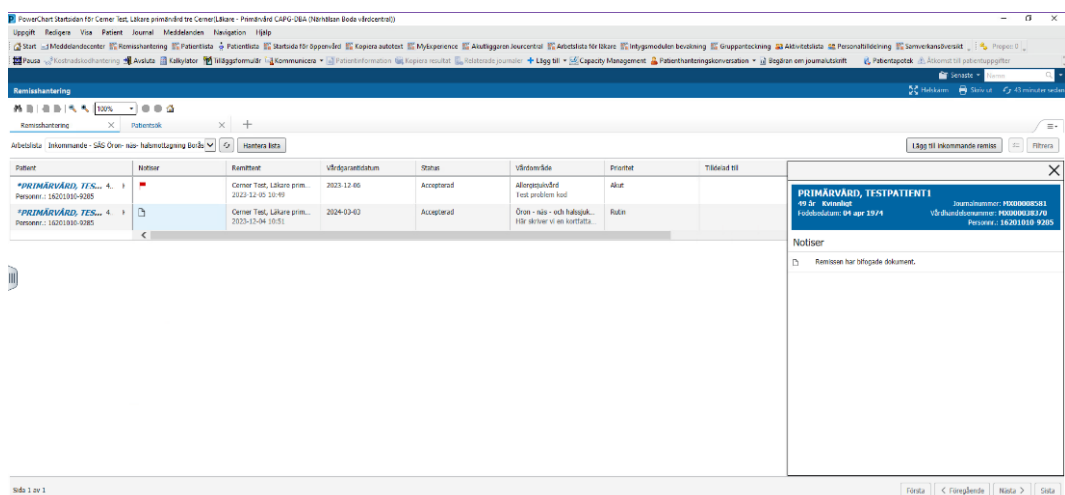 PowerChart Startsidan för Cerner Test, Läkare primärvård tre Cerner(Läkare - Primärvård CAPG-DBA (Närhälsan Boda vårdcentral))
Uppgift Redigera Visa Patient Journal Meddelanden Navigation Hjälp
Start Meddelandecenter Remisshantering Patientlista Patientlista Startsida för öppenvård Kopiera autotext MyExperience Akutliggaren Jourcentral Arbetslista för läkare Intygsmodulen bevakning Gruppanteckning Aktivitetslista Personaltilldelning Samverkansöversikt Propel: 0
Pausa Kostnadskodhantering Avsluta Kalkylator Tilläggsformulär Kommunicera Patientinformation Kopiera resultat Relaterade journaler Lägg till Capacity Management Patienthanteringskonversation Begäran om journalutskrift Patientapotek Åtkomst till patientuppgifter
Senaste Namn
Remisshantering Helskärm Skriv ut 43 minuter sedan
100%
Remisshantering Patientsök
Arbetslista Inkommande - SÄS Öron- näs- halsmottagning Borås Hantera lista Lägg till inkommande remiss Filtrera
Patient Notiser Remittent Vårdgarantidatum Status Vårdområde Prioritet Tilldelad till
*PRIMÄRVÅRD, TES... 4.. Cerner Test, Läkare prim... 2023-12-06 Accepterad Allergisjukvård Akut
Personnr.: 16201010-9285 2023-12-05 10:49 Test problem kod
*PRIMÄRVÅRD, TES... 4.. Cerner Test, Läkare prim... 2024-03-03 Accepterad Öron - näs - och halssjuk... Rutin
Personnr.: 16201010-9285 2023-12-04 10:51 Här skriver vi en kortfatta...
PRIMÄRVÅRD, TESTPATIENT1
49 år Kvinnligt Journalnummer: MX00008581
Födelsedatum: 04 apr 1974 Vårdhändelsenummer: MX000038370
Personnr.: 16201010-9285
Notiser
Remissen har bifogade dokument.
Sida 1 av 1 Första Föregående Nästa Sista